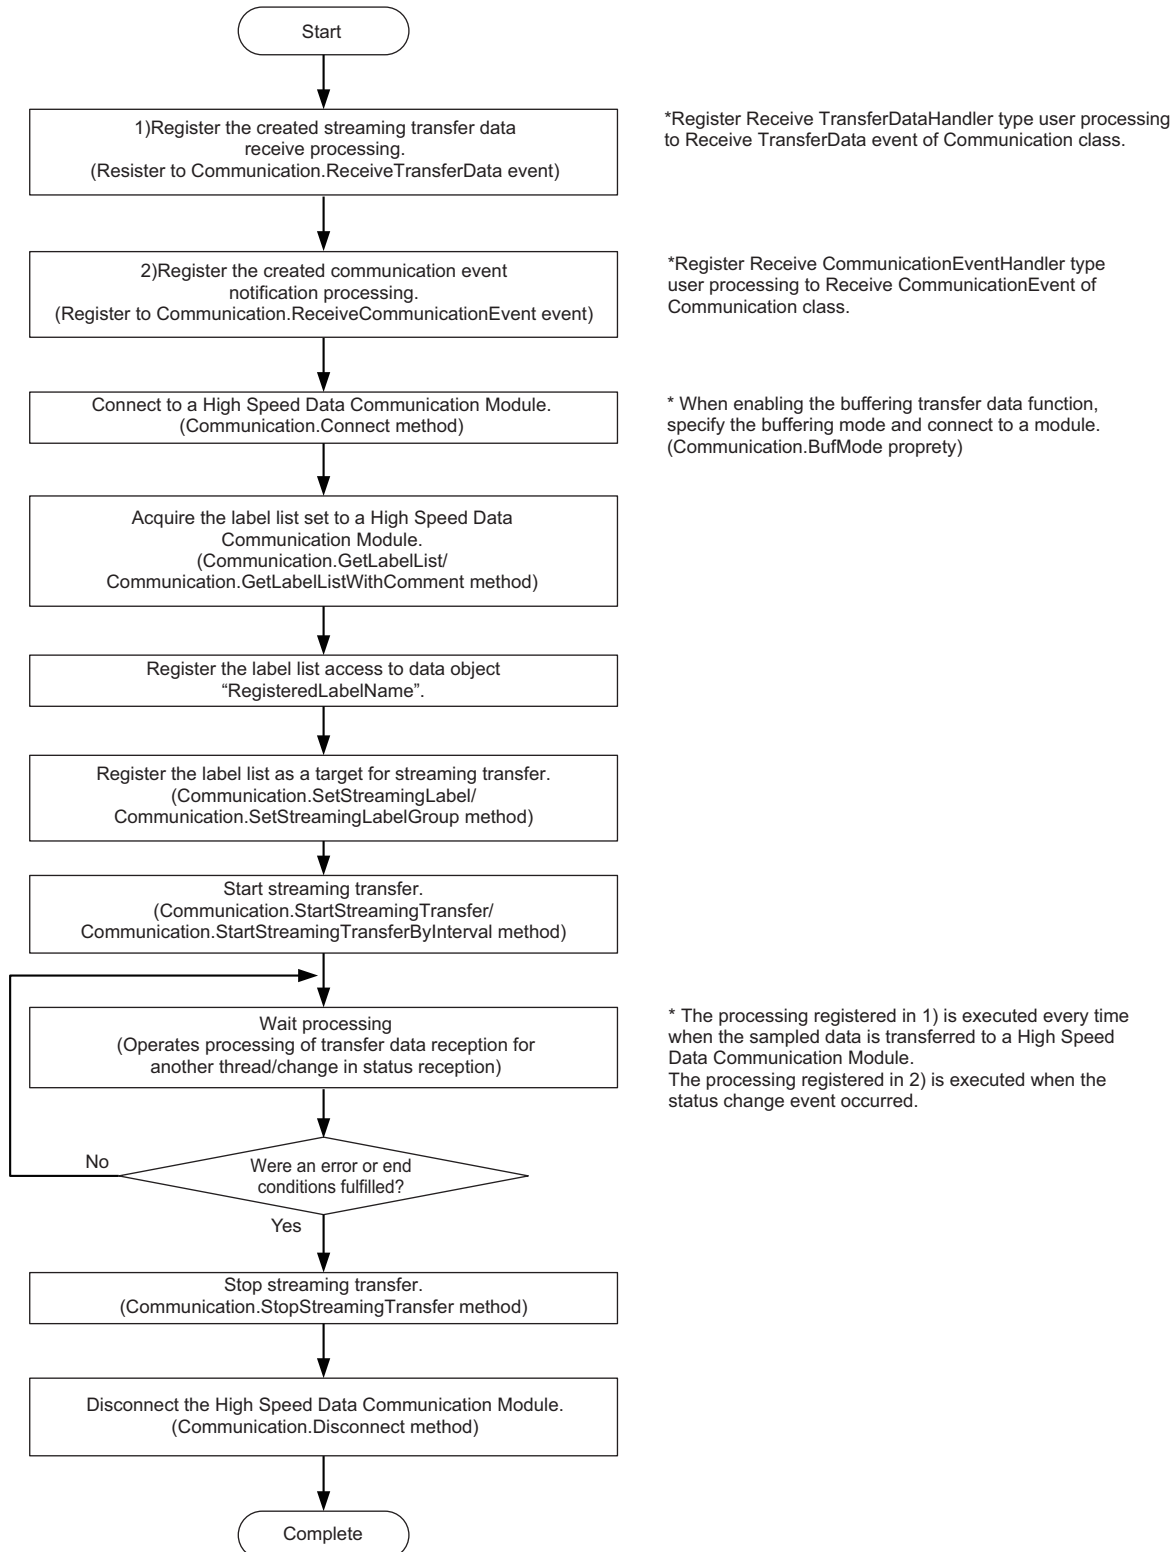 Start
1)Register the created streaming transfer data
receive processing.
(Resister to Communication.ReceiveTransferData event)
*Register Receive TransferDataHandler type user processing
to Receive TransferData event of Communication class.
2)Register the created communication event
notification processing.
(Register to Communication.ReceiveCommunicationEvent event)
*Register Receive CommunicationEventHandler type
user processing to Receive CommunicationEvent of
Communication class.
Connect to a High Speed Data Communication Module.
(Communication.Connect method)
* When enabling the buffering transfer data function,
specify the buffering mode and connect to a module.
(Communication.BufMode proprety)
Acquire the label list set to a High Speed Data
Communication Module.
(Communication.GetLabelList/
Communication.GetLabelListWithComment method)
Register the label list access to data object
“RegisteredLabelName”.
Register the label list as a target for streaming transfer.
(Communication.SetStreamingLabel/
Communication.SetStreamingLabelGroup method)
Start streaming transfer.
(Communication.StartStreamingTransfer/
Communication.StartStreamingTransferByInterval method)
Wait processing
(Operates processing of transfer data reception for
another thread/change in status reception)
* The processing registered in 1) is executed every time
when the sampled data is transferred to a High Speed
Data Communication Module.
The processing registered in 2) is executed when the
status change event occurred.
No
Were an error or end
conditions fulfilled?
Yes
Stop streaming transfer.
(Communication.StopStreamingTransfer method)
Disconnect the High Speed Data Communication Module.
(Communication.Disconnect method)
Complete